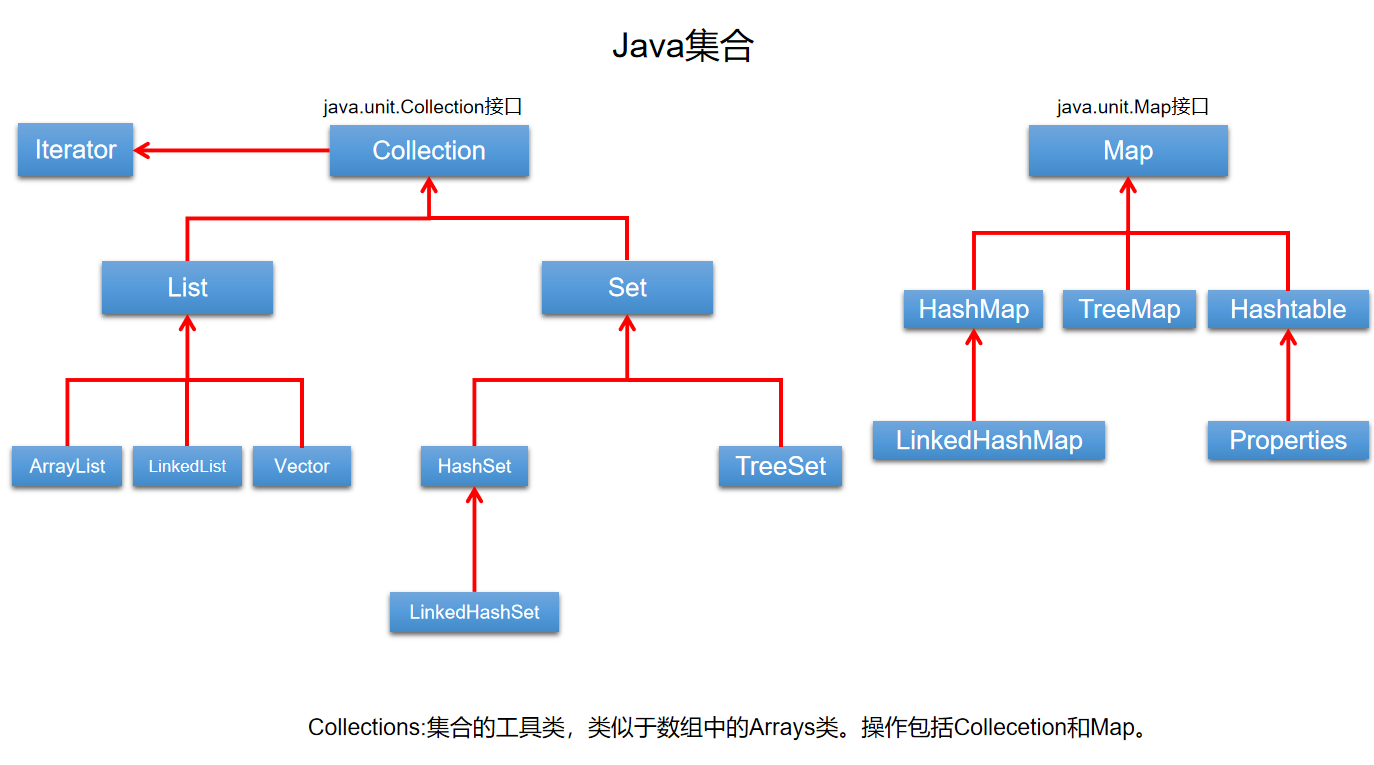 Java集合
java.unit.Collection接口
java.unit.Map接口
Iterator
Collection
Map
List
Set
HashMap
TreeMap
Hashtable
LinkedHashMap
Properties
ArrayList
LinkedList
Vector
HashSet
TreeSet
LinkedHashSet
Collections:集合的工具类，类似于数组中的Arrays类。操作包括Collecetion和Map。